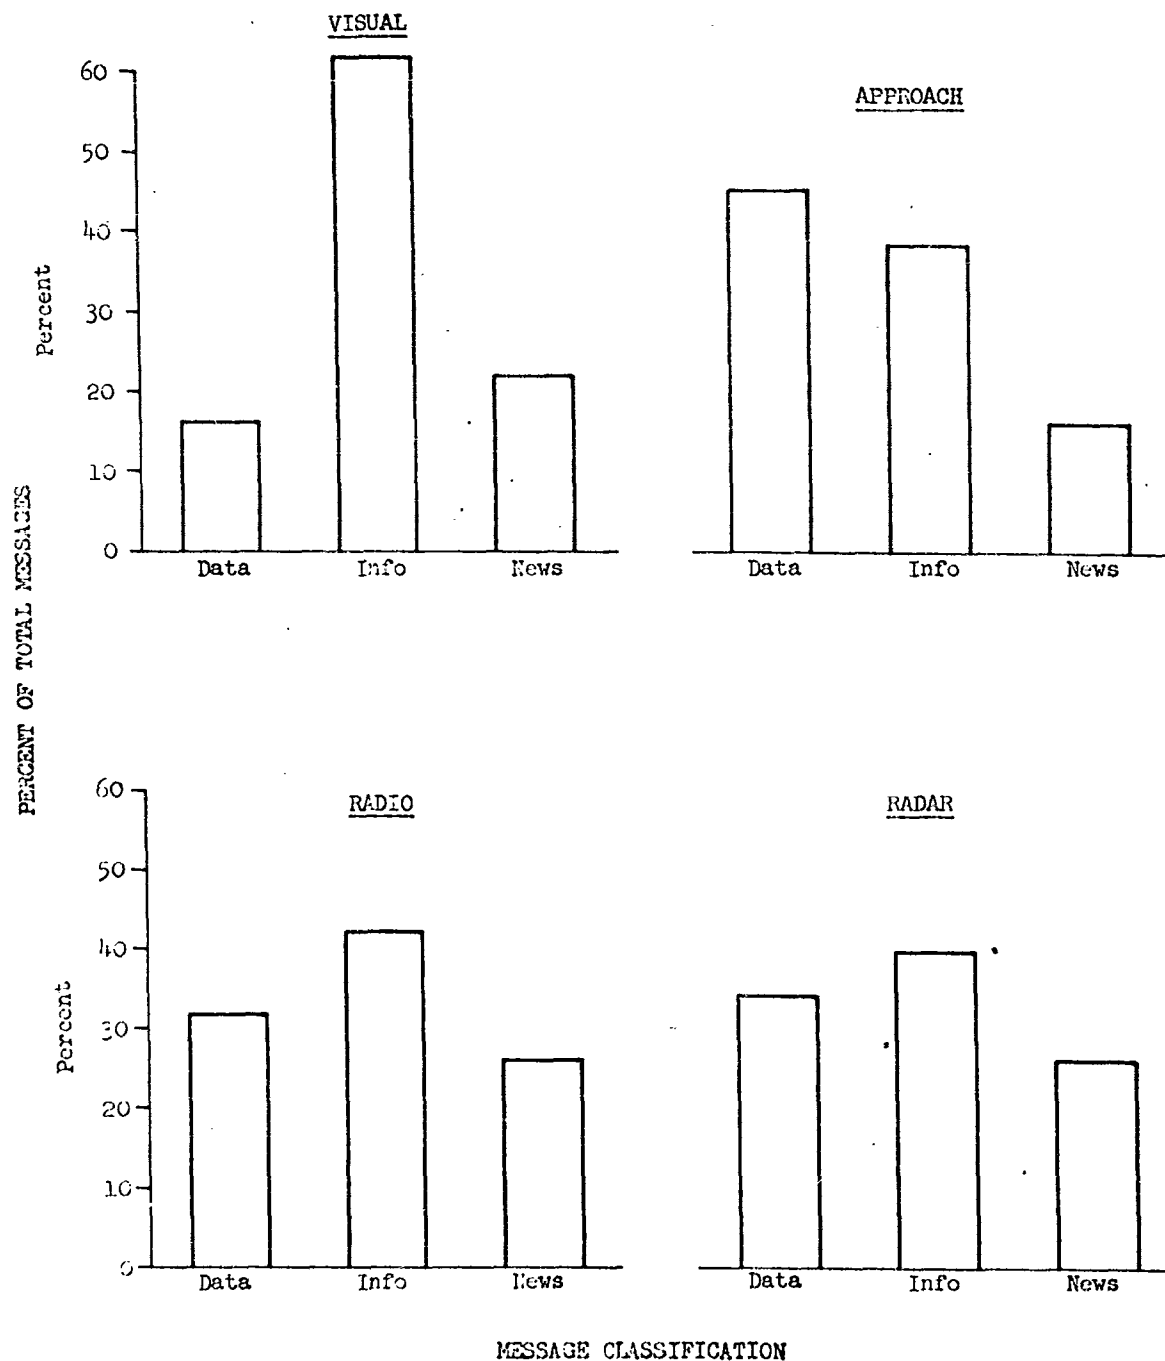 VISUAL
60
50
40
30
20
10
0
Percent
Data Info News
APPROACH
Data Info News
PERCENT OF TOTAL MESSAGES
RADIO
60
50
40
30
20
10
0
Percent
Data Info News
RADAR
Data Info News
MESSAGE CLASSIFICATION